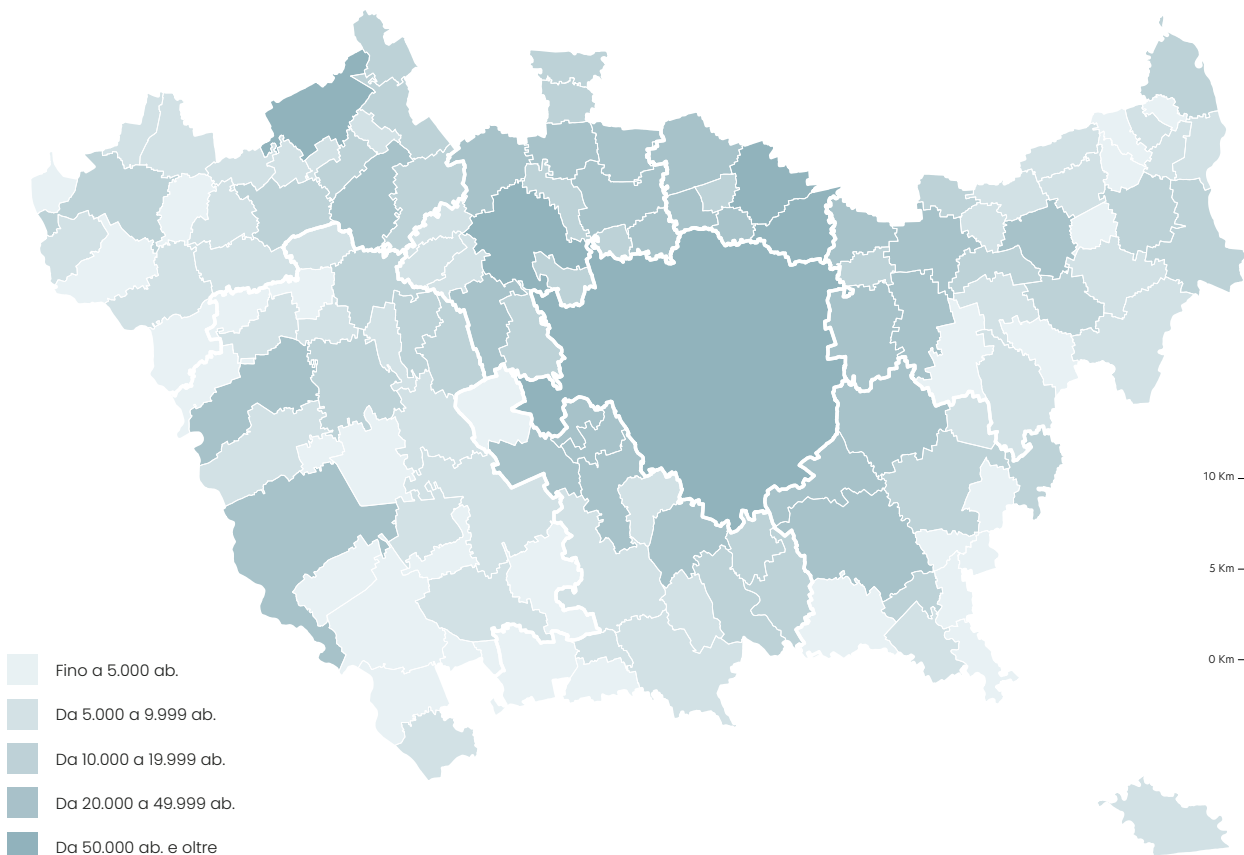 10 Km
5 Km
0 Km
Fino a 5.000 ab.
Da 5.000 a 9.999 ab.
Da 10.000 a 19.999 ab.
Da 20.000 a 49.999 ab.
Da 50.000 ab. e oltre